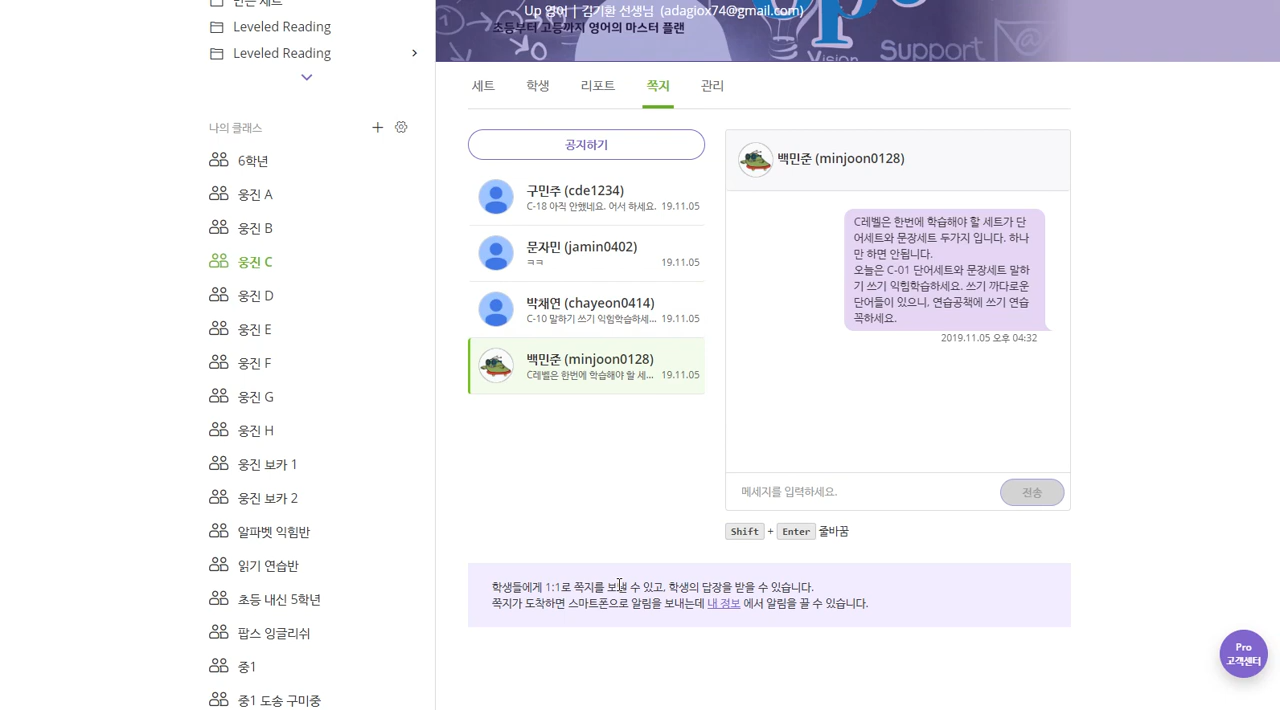 만든 세트
Leveled Reading
Leveled Reading
나의 클래스
6학년
웅진 A
웅진 B
웅진 C
웅진 D
웅진 E
웅진 F
웅진 G
웅진 H
웅진 보카 1
웅진 보카 2
알파벳 익힘반
읽기 연습반
초등 내신 5학년
팝스 잉글리쉬
중1
중1 도송 구미중
Up 영어 | 김기환 선생님 (adagiox74@gmail.com)
초등부터 고등까지 영어의 마스터 플랜
Support
Vision
세트 학생 리포트 쪽지 관리
공지하기
구민주 (cde1234)
C-18 아직 안했네요. 어서 하세요. 19.11.05
문자민 (jamin0402)
ㅋㅋ 19.11.05
박채연 (chayeon0414)
C-10 말하기 쓰기 익힘학습하세... 19.11.05
백민준 (minjoon0128)
C레벨은 한번에 학습해야 할 세... 19.11.05
백민준 (minjoon0128)
C레벨은 한번에 학습해야 할 세트가 단
어세트와 문장세트 두가지 입니다. 하나
만 하면 안됩니다.
오늘은 C-01 단어세트와 문장세트 말하
기 쓰기 익힘학습하세요. 쓰기 까다로운
단어들이 있으니, 연습공책에 쓰기 연습
꼭하세요.
2019.11.05 오후 04:32
메세지를 입력하세요. 전송
Shift + Enter 줄바꿈
학생들에게 1:1로 쪽지를 보낼 수 있고, 학생의 답장을 받을 수 있습니다.
쪽지가 도착하면 스마트폰으로 알림을 보내는데 내 정보 에서 알림을 끌 수 있습니다.
Pro
고객센터